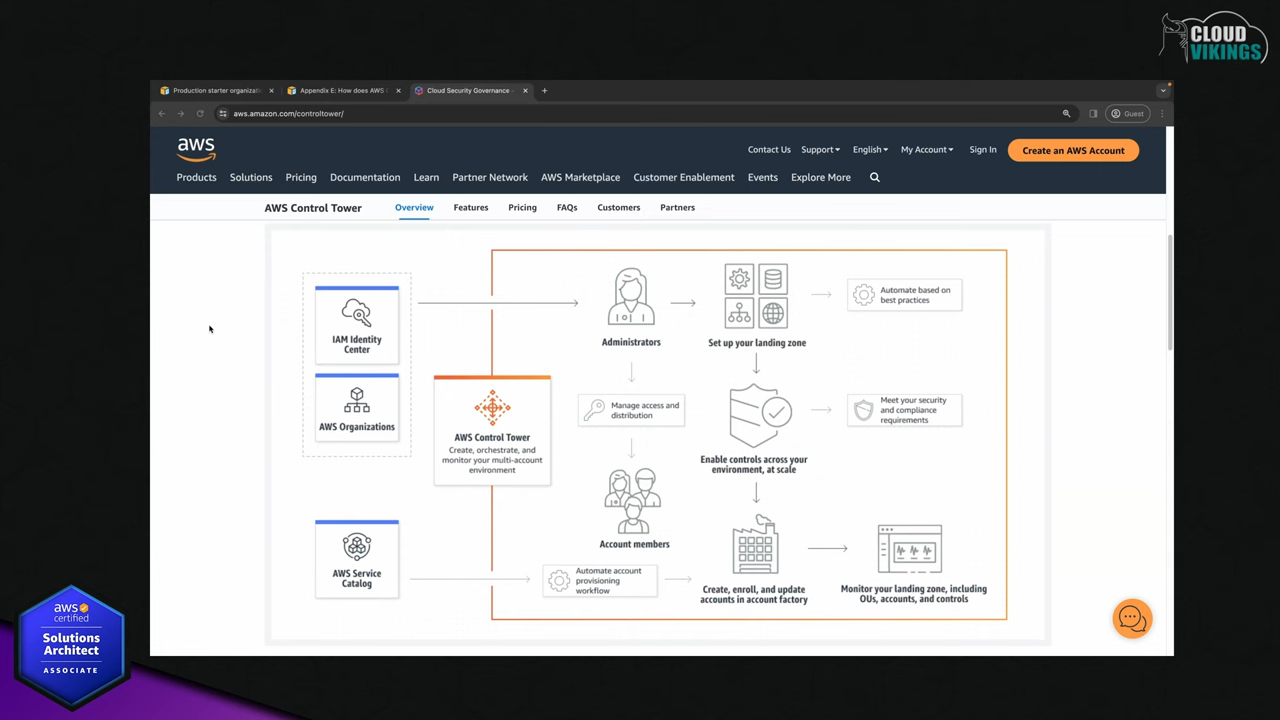 CLOUD
VIKINGS
Production starter organizati
Appendix E: How does AWS
Cloud Security Governance
aws.amazon.com/controltower/
Guest
aws
Contact Us
Support
English
My Account
Sign In
Create an AWS Account
Products
Solutions
Pricing
Documentation
Learn
Partner Network
AWS Marketplace
Customer Enablement
Events
Explore More
AWS Control Tower
Overview
Features
Pricing
FAQs
Customers
Partners
IAM Identity
Center
AWS Organizations
AWS Service
Catalog
AWS Control Tower
Create, orchestrate, and
monitor your multi-account
environment
Administrators
Manage access and
distribution
Account members
Automate account
provisioning
workflow
Set up your landing zone
Automate based on
best practices
Enable controls across your
environment, at scale
Meet your security
and compliance
requirements
Create, enroll, and update
accounts in account factory
Monitor your landing zone, including
OUs, accounts, and controls
aws
certified
Solutions
Architect
ASSOCIATE